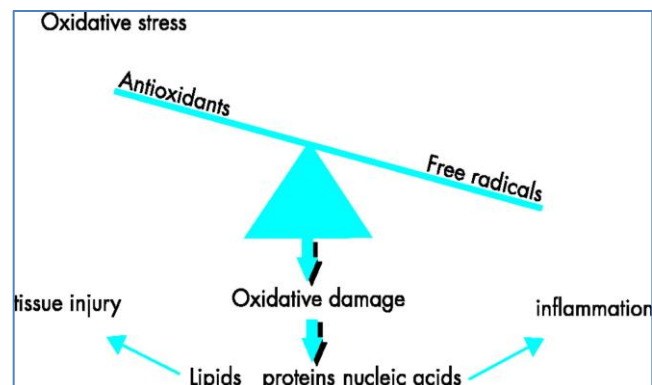 Oxidative stress
Antioxidants
Free radicals
Oxidative damage
tissue injury
inflammation
Lipids proteins nucleic acids